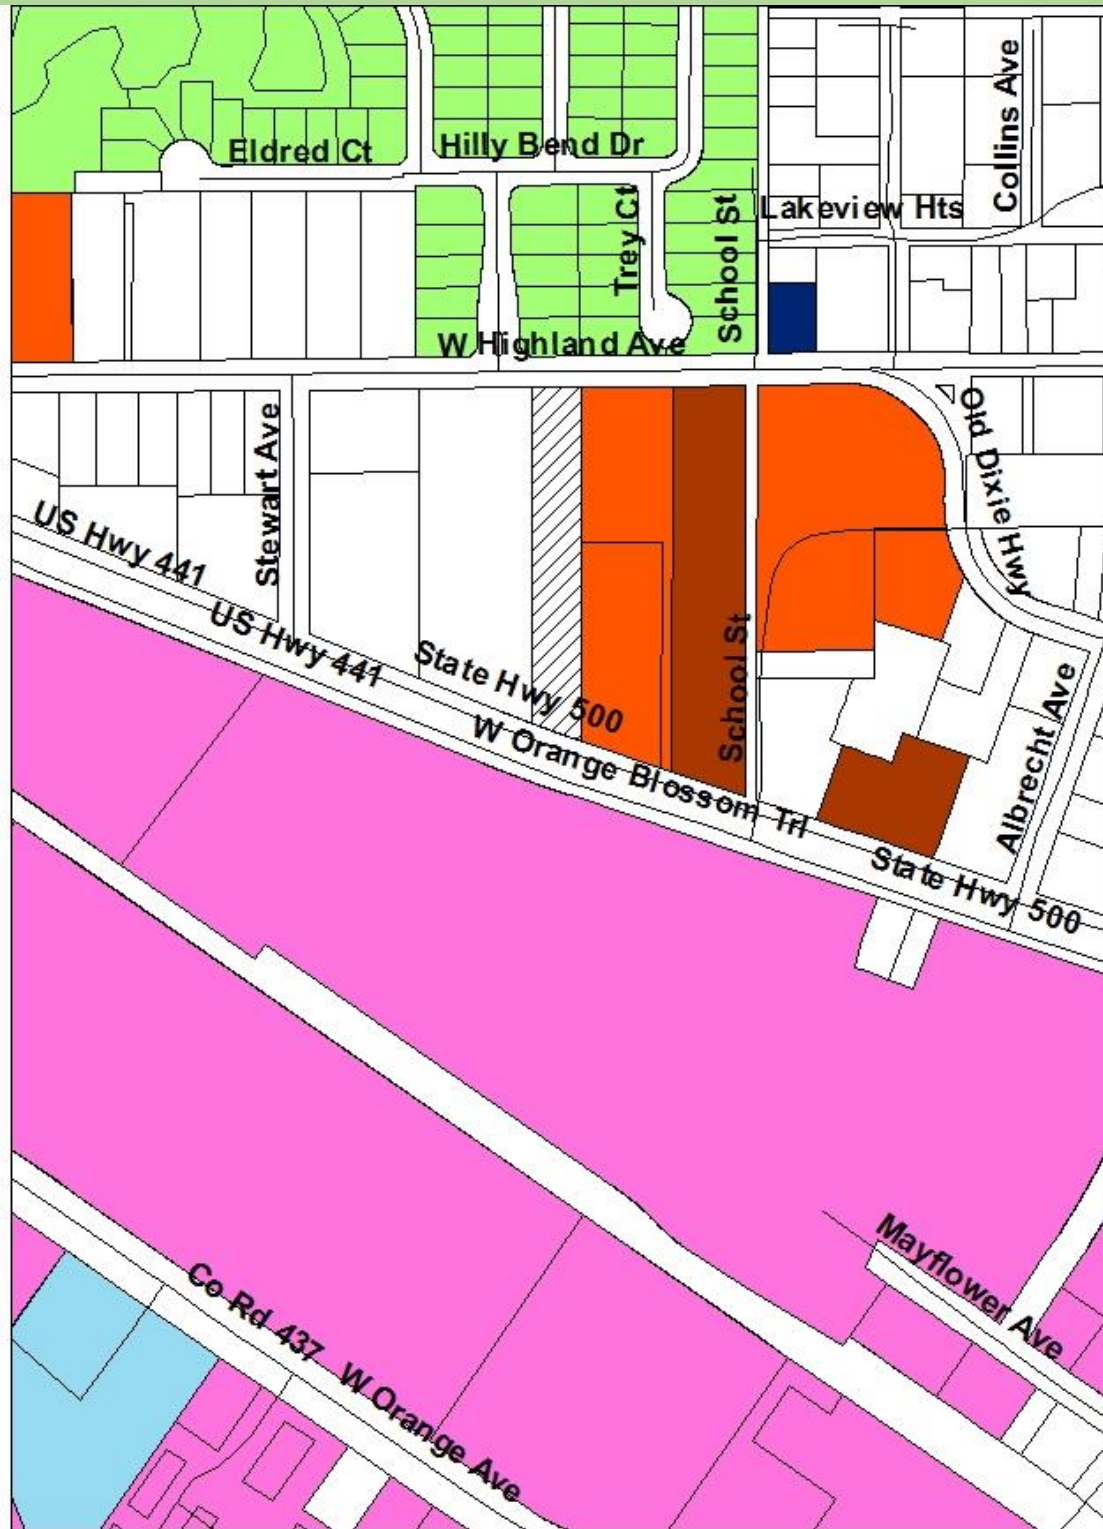 Eldred Ct
Hilly Bend Dr
Collins Ave
Trey Ct
School St
Lakeview Hts
W Highland Ave
Stewart Ave
Old Dixie Hwy
US Hwy 441
US Hwy 441
State Hwy 500
School St
W Orange Blossom Trl
Albrecht Ave
State Hwy 500
Mayflower Ave
Co Rd 437
W Orange Ave